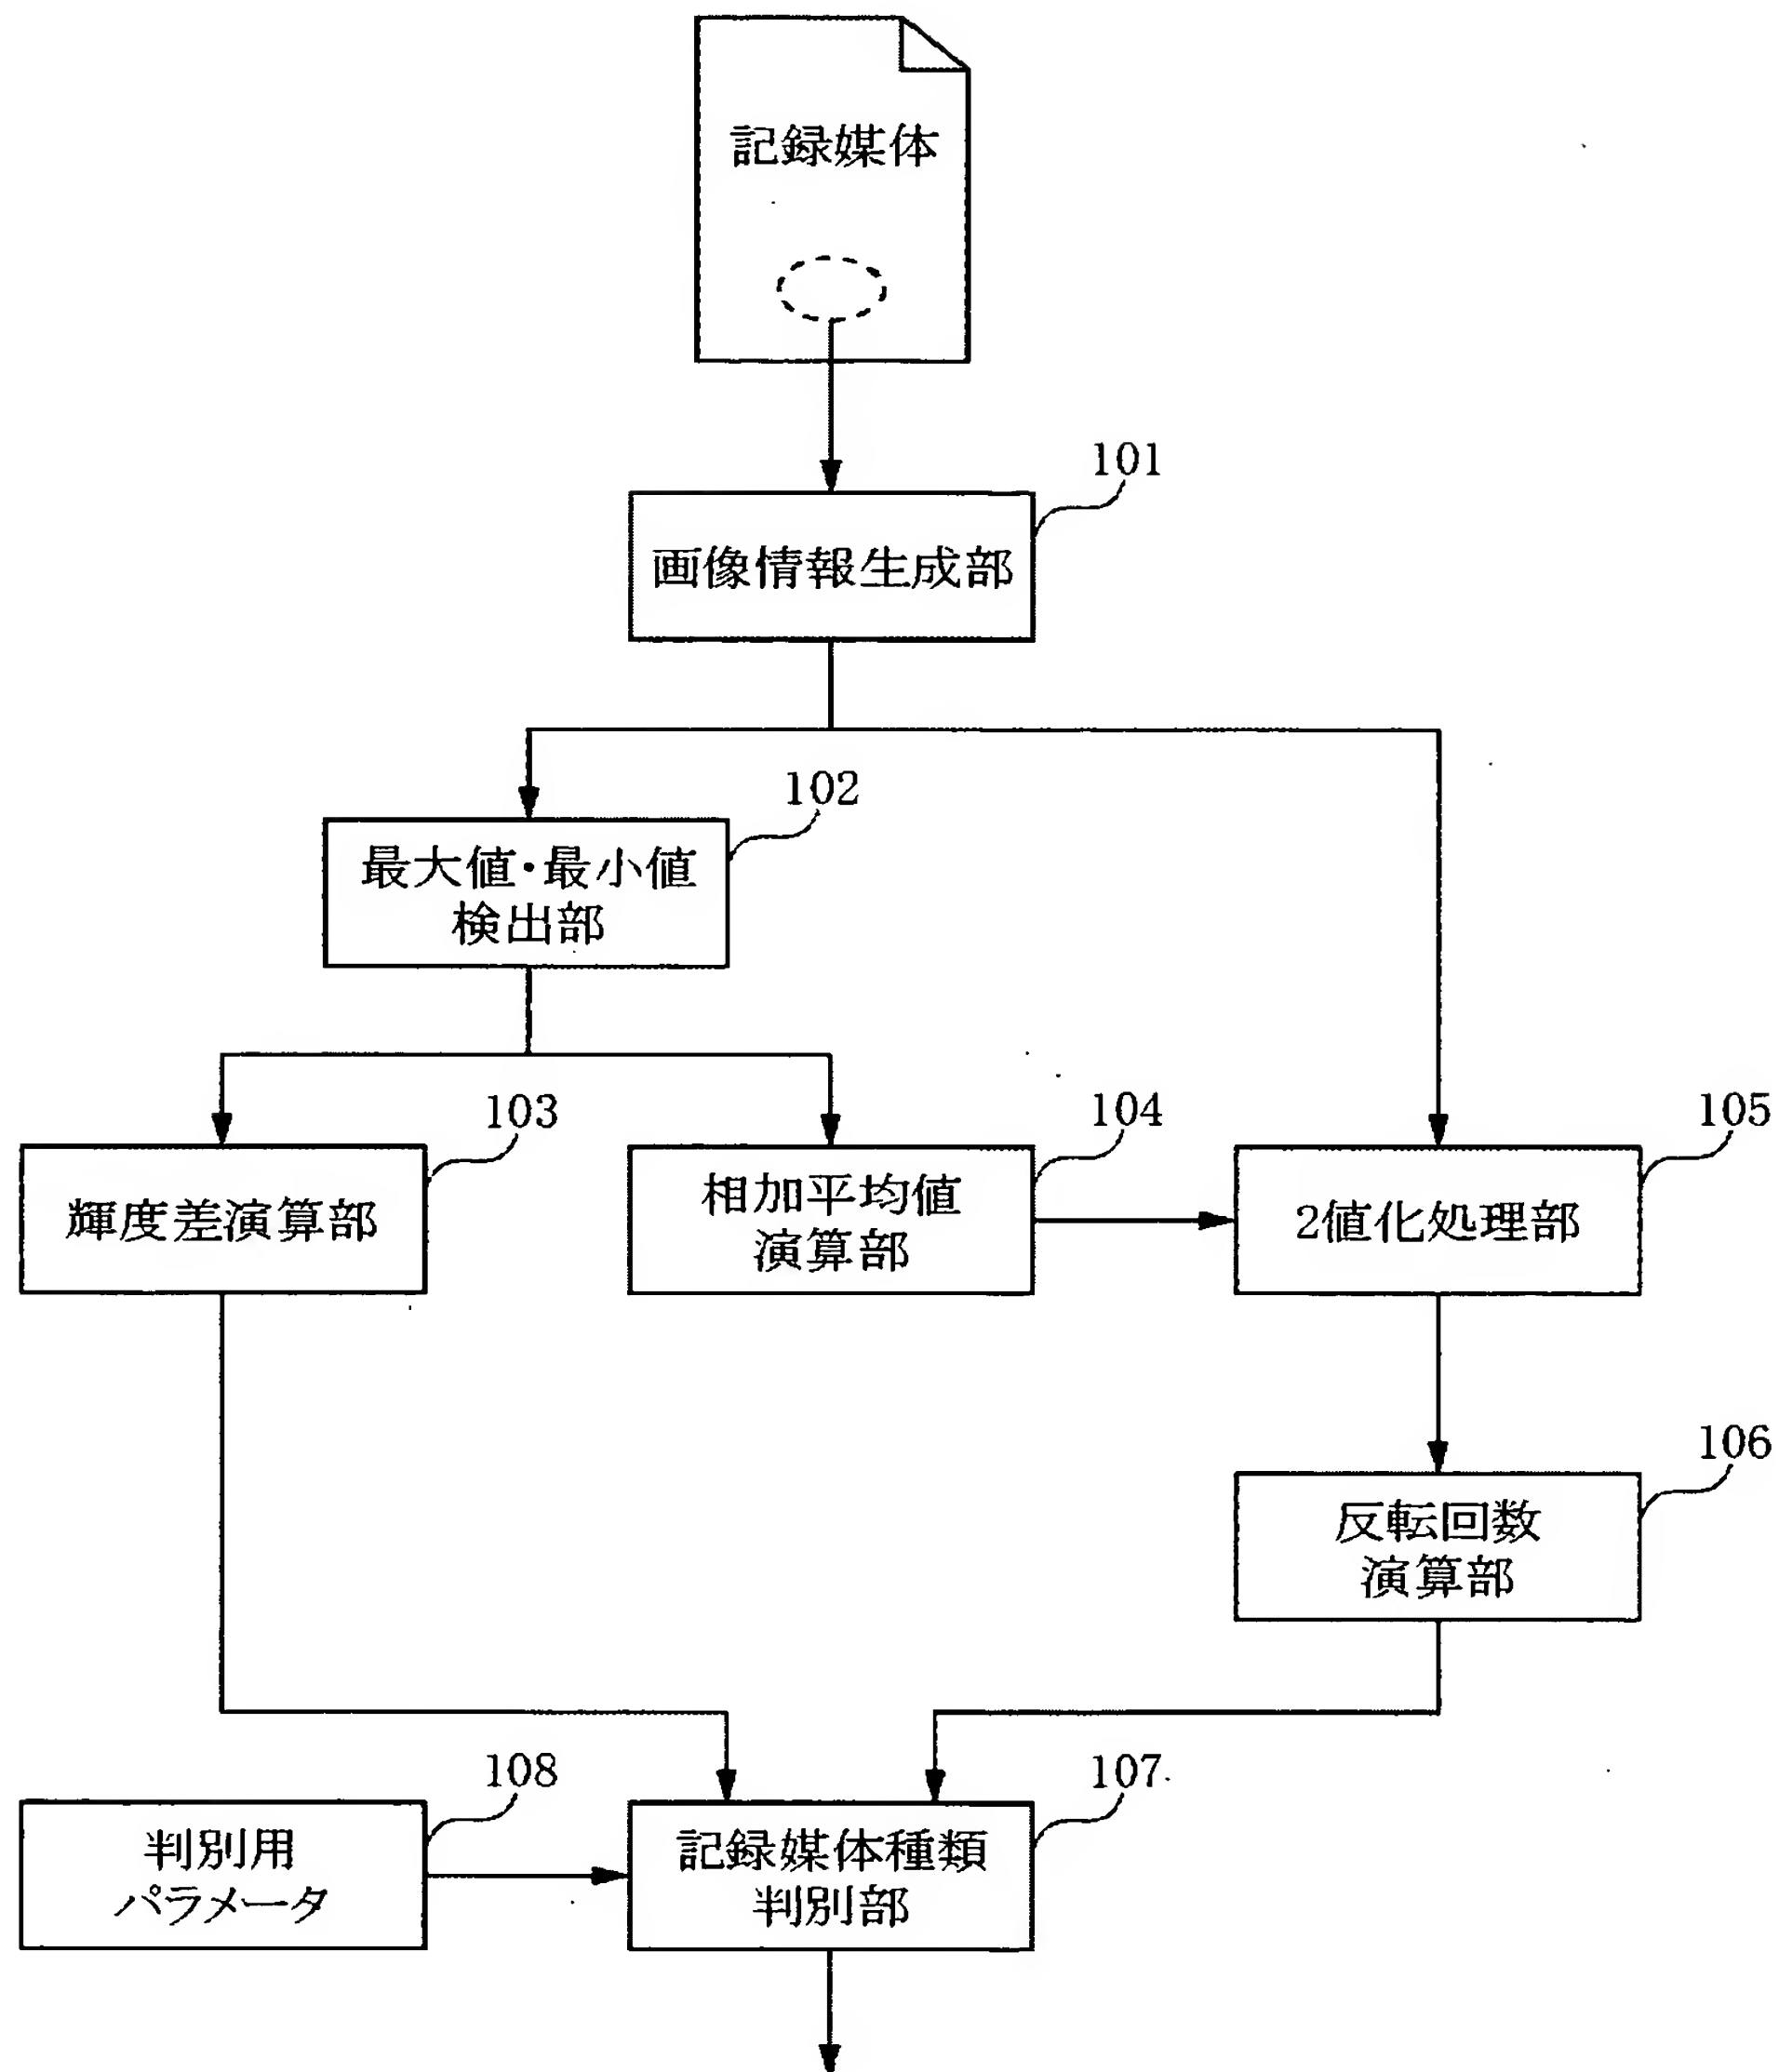 記録媒体
101
画像情報生成部
102
最大値・最小値
検出部
103
輝度差演算部
104
相加平均値
演算部
105
2値化処理部
106
反転回数
演算部
108
判別用
パラメータ
107
記録媒体種類
判別部